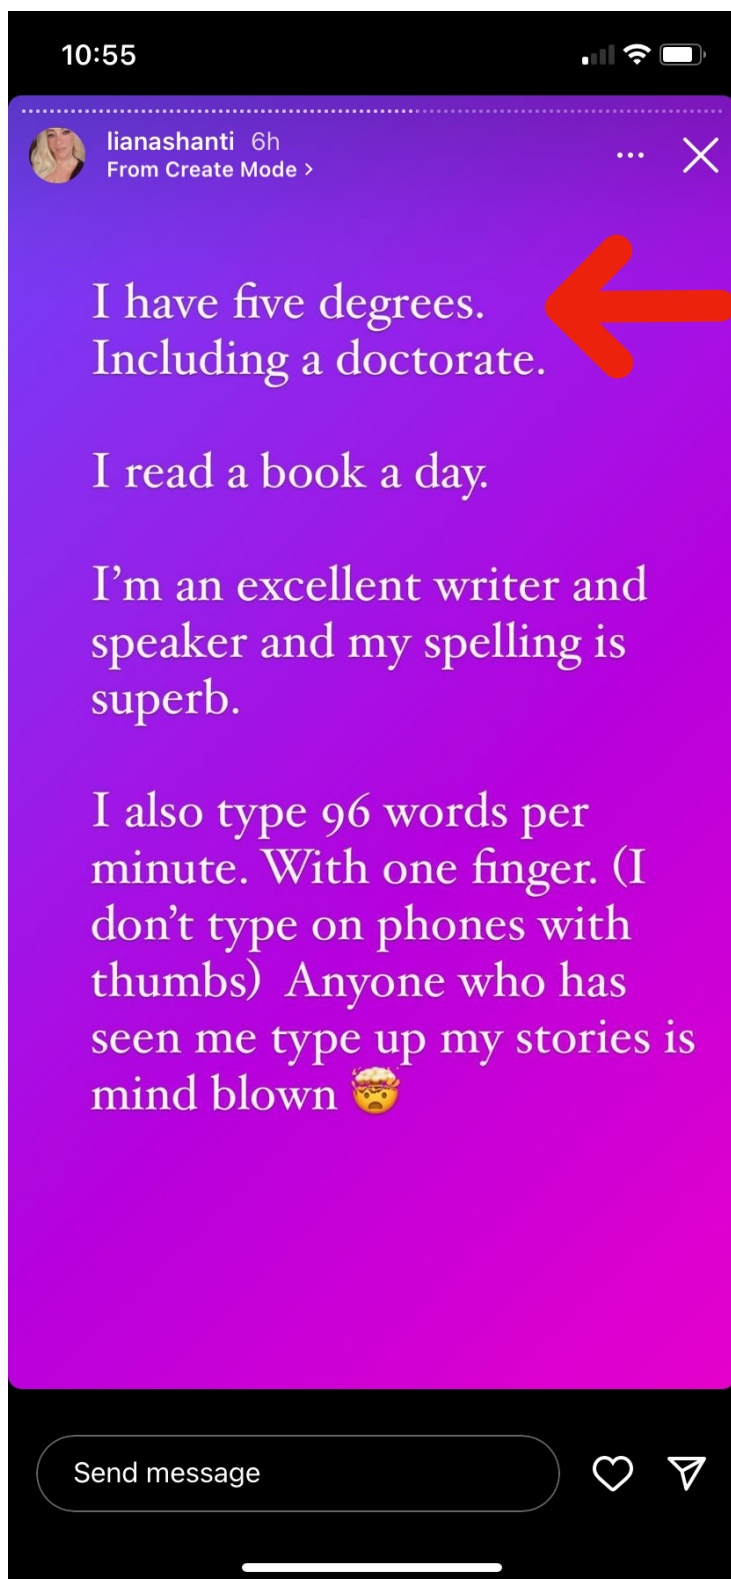 10:55
lianashanti 6h
From Create Mode >
I have five degrees.
Including a doctorate.
I read a book a day.
I'm an excellent writer and
speaker and my spelling is
superb.
I also type 96 words per
minute. With one finger. (I
don't type on phones with
thumbs)  Anyone who has
seen me type up my stories is
mind blown 🤯
Send message